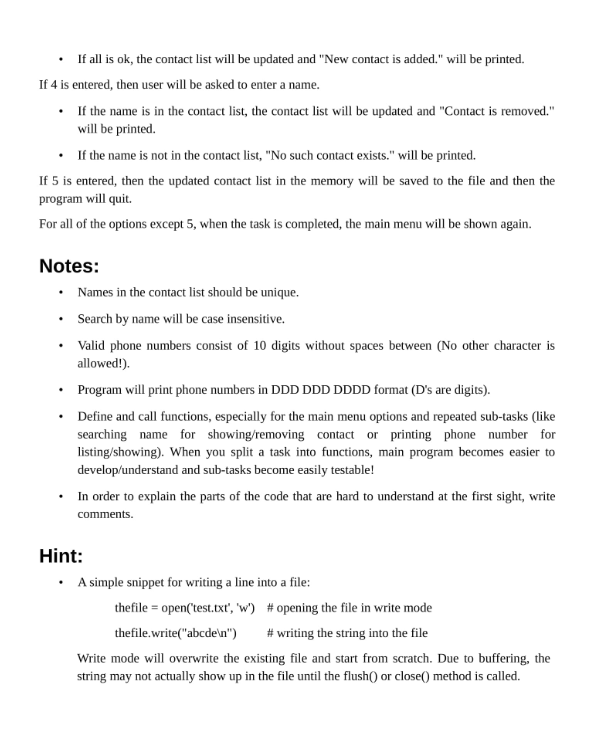 • If all is ok, the contact list will be updated and "New contact is added." will be printed.
If 4 is entered, then user will be asked to enter a name.
• If the name is in the contact list, the contact list will be updated and "Contact is removed."
will be printed.
• If the name is not in the contact list, "No such contact exists." will be printed.
If 5 is entered, then the updated contact list in the memory will be saved to the file and then the
program will quit.
For all of the options except 5, when the task is completed, the main menu will be shown again.
Notes:
• Names in the contact list should be unique.
• Search by name will be case insensitive.
• Valid phone numbers consist of 10 digits without spaces between (No other character is
allowed!).
• Program will print phone numbers in DDD DDD DDDD format (D's are digits).
• Define and call functions, especially for the main menu options and repeated sub-tasks (like
searching name for showing/removing contact or printing phone number for
listing/showing). When you split a task into functions, main program becomes easier to
develop/understand and sub-tasks become easily testable!
• In order to explain the parts of the code that are hard to understand at the first sight, write
comments.
Hint:
• A simple snippet for writing a line into a file:
thefile = open('test.txt', 'w') # opening the file in write mode
thefile.write("abcde\n") # writing the string into the file
Write mode will overwrite the existing file and start from scratch. Due to buffering, the
string may not actually show up in the file until the flush() or close() method is called.